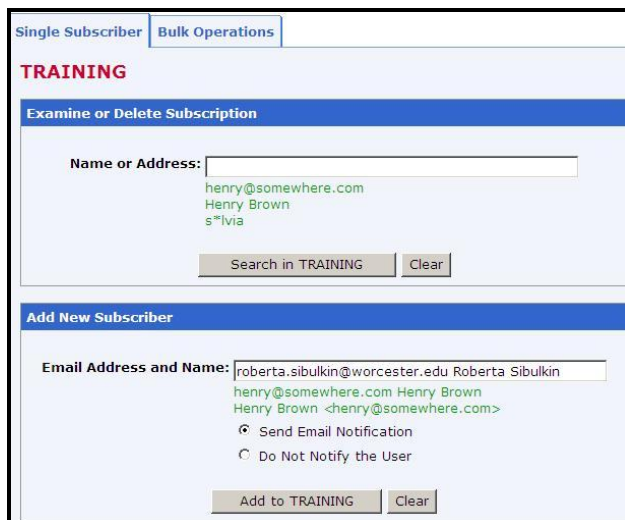 Single Subscriber Bulk Operations
TRAINING
Examine or Delete Subscription
Name or Address:
henry@somewhere.com
Henry Brown
s*lvia
Search in TRAINING Clear
Add New Subscriber
Email Address and Name: roberta.sibulkin@worcester.edu Roberta Sibulkin
henry@somewhere.com Henry Brown
Henry Brown <henry@somewhere.com>
Send Email Notification
Do Not Notify the User
Add to TRAINING Clear